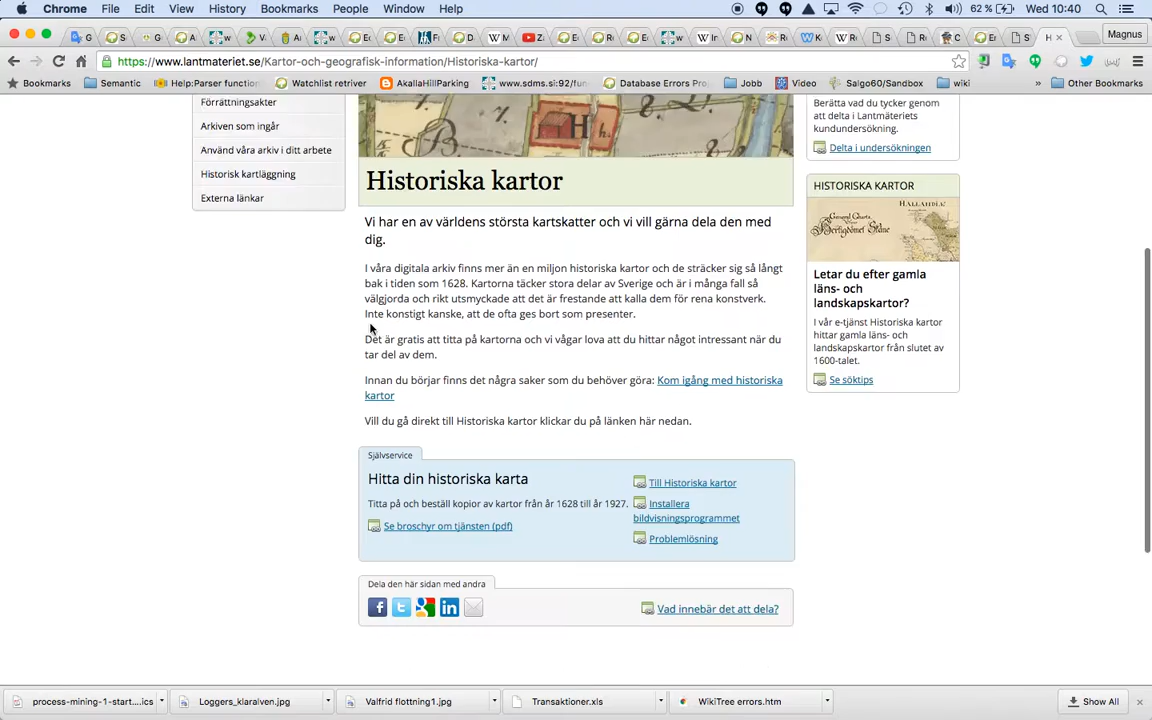 Chrome File Edit View History Bookmarks People Window Help 62 % Wed 10:40
Magnus
https://www.lantmateriet.se/Kartor-och-geografisk-information/Historiska-kartor/
Bookmarks Semantic Help:Parser function Watchlist retriever AkallaHillParking www.sdms.si:92/fun Database Errors Pro Jobb Video Salgo60/Sandbox wiki » Other Bookmarks
Förrättningsakter
Arkiven som ingår
Använd våra arkiv i ditt arbete
Historisk kartläggning
Externa länkar
Historiska kartor
Vi har en av världens största kartskatter och vi vill gärna dela den med
dig.
I våra digitala arkiv finns mer än en miljon historiska kartor och de sträcker sig så långt
bak i tiden som 1628. Kartorna täcker stora delar av Sverige och är i många fall så
välgjorda och rikt utsmyckade att det är frestande att kalla dem för rena konstverk.
Inte konstigt kanske, att de ofta ges bort som presenter.
Det är gratis att titta på kartorna och vi vågar lova att du hittar något intressant när du
tar del av dem.
Innan du börjar finns det några saker som du behöver göra: Kom igång med historiska
kartor
Vill du gå direkt till Historiska kartor klickar du på länken här nedan.
Självservice
Hitta din historiska karta
Titta på och beställ kopior av kartor från år 1628 till år 1927.
Se broschyr om tjänsten (pdf)
Till Historiska kartor
Installera
bildvisningsprogrammet
Problemlösning
Dela den här sidan med andra
Vad innebär det att dela?
Berätta vad du tycker genom
att delta i Lantmäteriets
kundundersökning.
Delta i undersökningen
HISTORISKA KARTOR
Letar du efter gamla
läns- och
landskapskartor?
I vår e-tjänst Historiska kartor
hittar gamla läns- och
landskapskartor från slutet av
1600-talet.
Se söktips
process-mining-1-start....ics Loggers_klaralven.jpg Valfrid flottning1.jpg Transaktioner.xls WikiTree errors.htm Show All